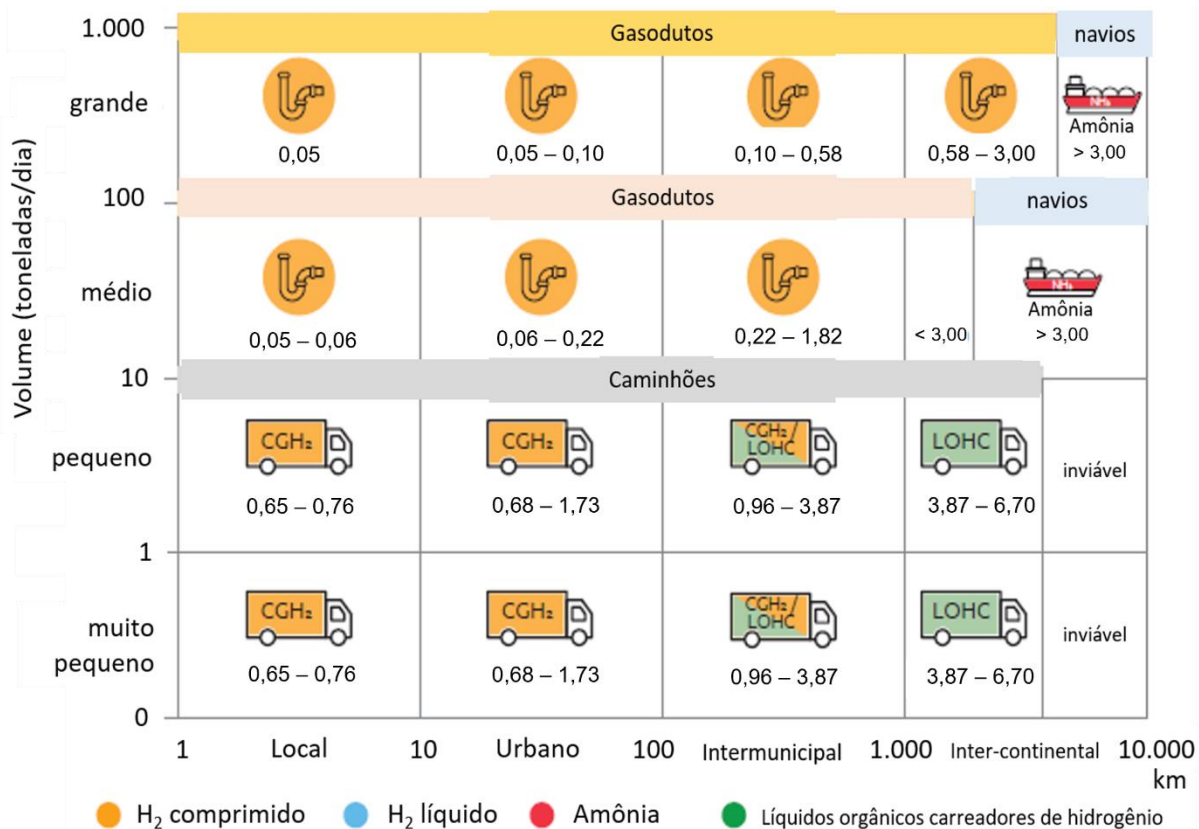 1.000
Gasodutos
navios
grande
NH₃
Amônia
0,05
0,05 – 0,10
0,10 – 0,58
0,58 – 3,00
> 3,00
Volume (toneladas/dia)
100
Gasodutos
navios
médio
NH₃
Amônia
0,05 – 0,06
0,06 – 0,22
0,22 – 1,82
< 3,00
> 3,00
10
Caminhões
pequeno
CGH₂
CGH₂
CGH₂/
LOHC
LOHC
inviável
0,65 – 0,76
0,68 – 1,73
0,96 – 3,87
3,87 – 6,70
1
muito
pequeno
CGH₂
CGH₂
CGH₂/
LOHC
LOHC
inviável
0,65 – 0,76
0,68 – 1,73
0,96 – 3,87
3,87 – 6,70
0
1 Local 10 Urbano 100 Intermunicipal 1.000 Inter-continental 10.000
km
H₂ comprimido
H₂ líquido
Amônia
Líquidos orgânicos carreadores de hidrogênio